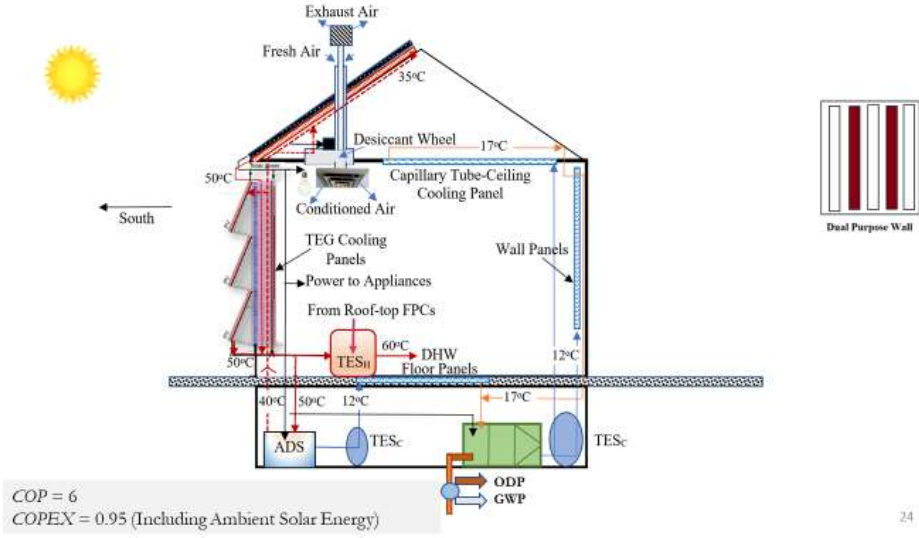 Exhaust Air
Fresh Air
35°C
Desiccant Wheel
17°C
50°C
Capillary Tube-Ceiling
Cooling Panel
Conditioned Air
South
Dual Purpose Wall
TEG Cooling
Panels
Wall Panels
Power to Appliances
From Roof-top FPCs
50°C
TESH
60°C
DHW
12°C
Floor Panels
40°C
50°C
12°C
17°C
ADS
TESC
TESC
ODP
GWP
COP = 6
COPEX = 0.95 (Including Ambient Solar Energy)
24